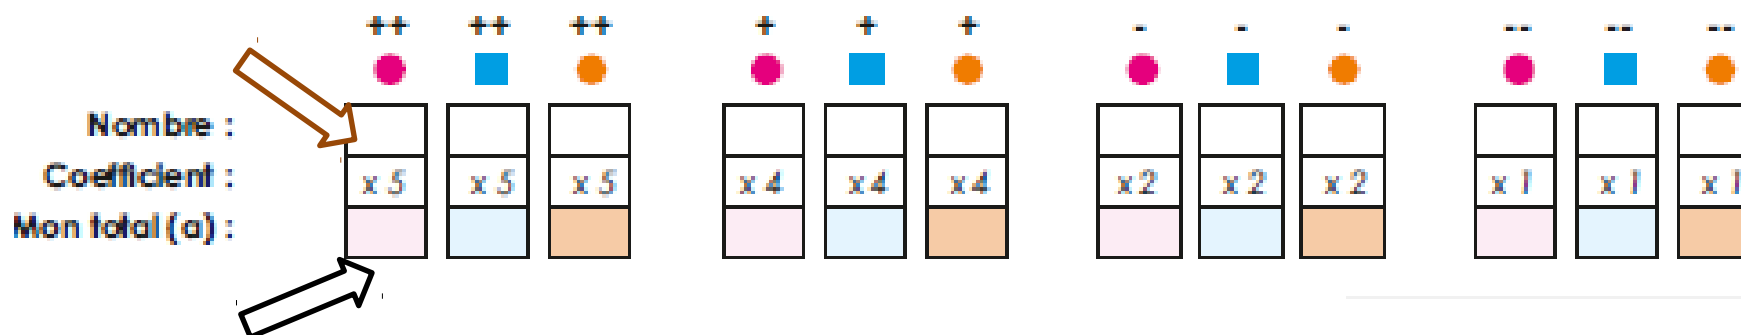 ++ ++ ++ + + + - - - -- -- --
Nombre :
Coefficient : x 5 x 5 x 5 x 4 x 4 x 4 x 2 x 2 x 2 x 1 x 1 x 1
Mon total (a) :